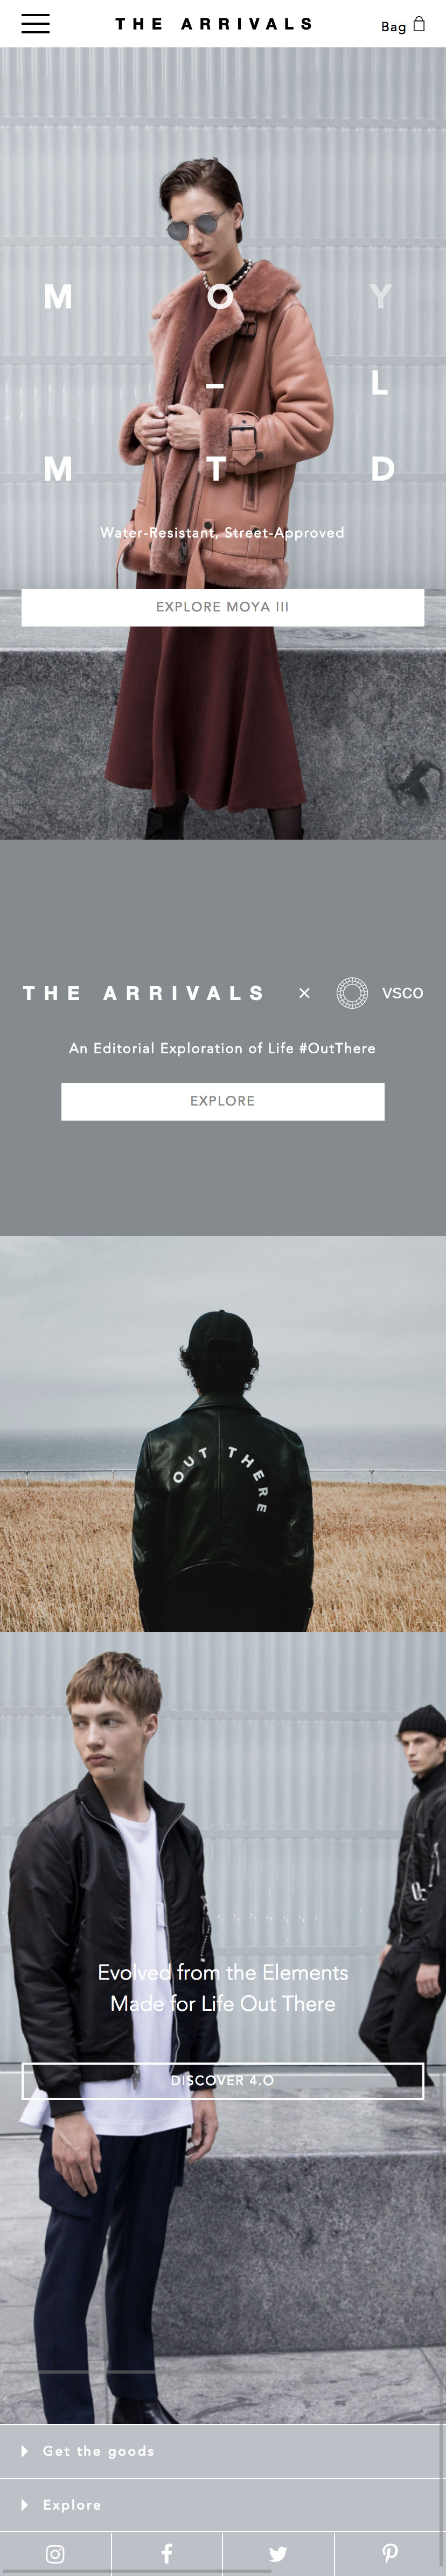 THE ARRIVALS
Bag
M O Y
– L
M T D
Water-Resistant, Street-Approved
EXPLORE MOYA III
THE ARRIVALS × VSCO
An Editorial Exploration of Life #OutThere
EXPLORE
OUT THERE
Evolved from the Elements
Made for Life Out There
DISCOVER 4.0
Get the goods
Explore